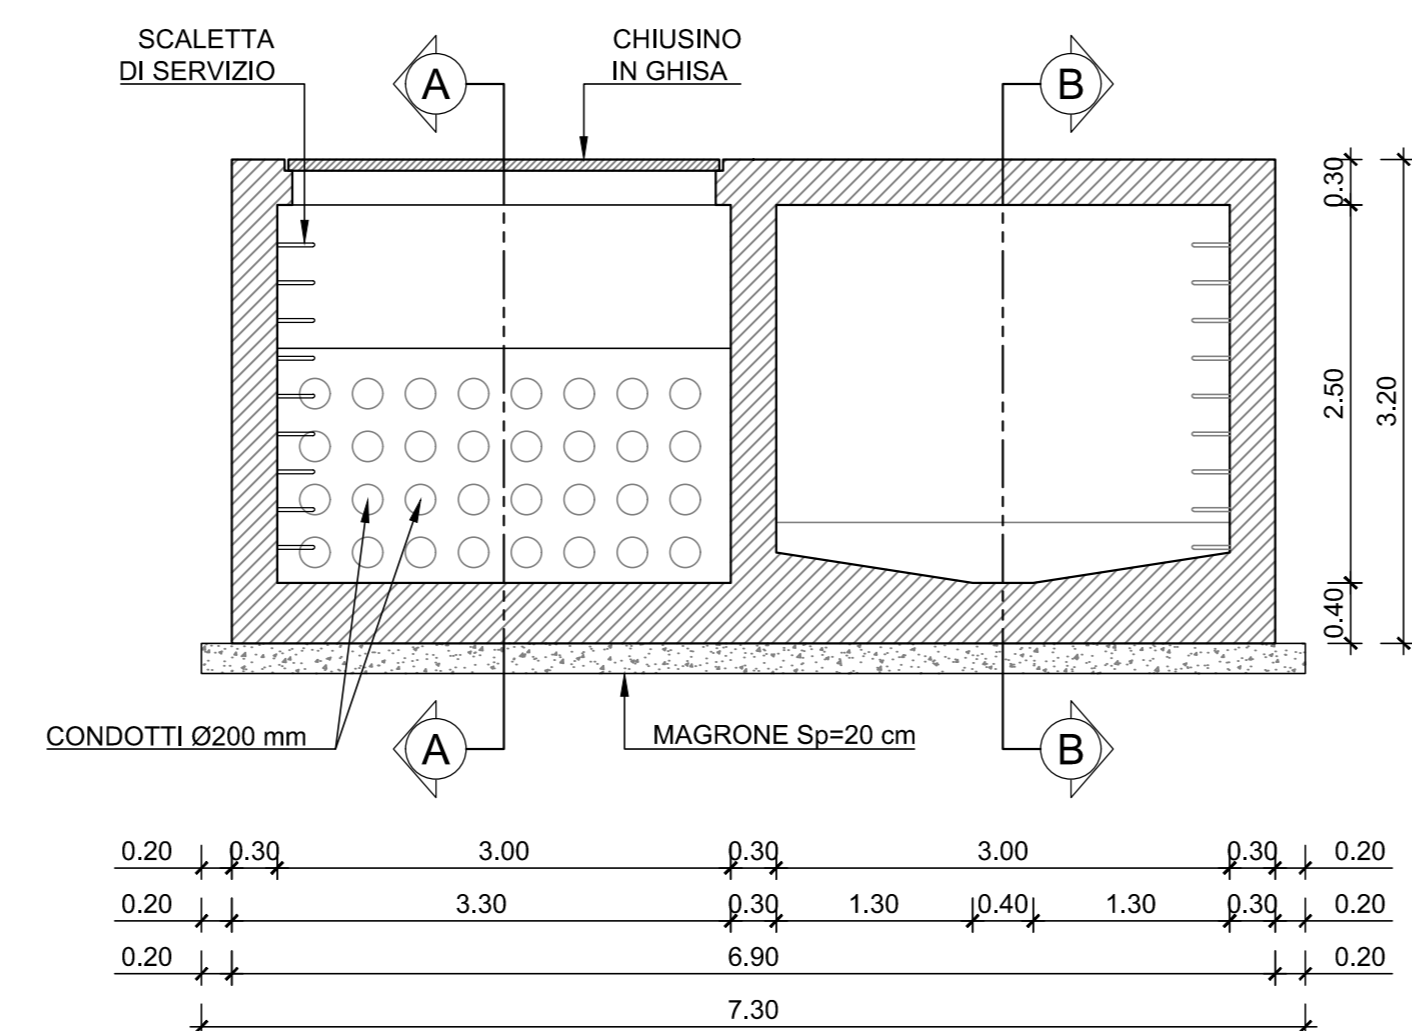 SCALETTA
DI SERVIZIO
CHIUSINO
IN GHISA
A
B
0.30
2.50
3.20
0.40
CONDOTTI Ø200 mm
A
MAGRONE Sp=20 cm
B
0.20 0.30 3.00 0.30 3.00 0.30 0.20
0.20 3.30 0.30 1.30 0.40 1.30 0.30 0.20
0.20 6.90 0.20
7.30